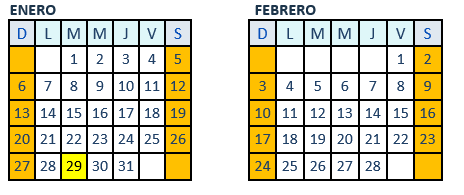 ENERO
D L M M J V S
1 2 3 4 5
6 7 8 9 10 11 12
13 14 15 16 17 18 19
20 21 22 23 24 25 26
27 28 29 30 31
FEBRERO
D L M M J V S
1 2
3 4 5 6 7 8 9
10 11 12 13 14 15 16
17 18 19 20 21 22 23
24 25 26 27 28